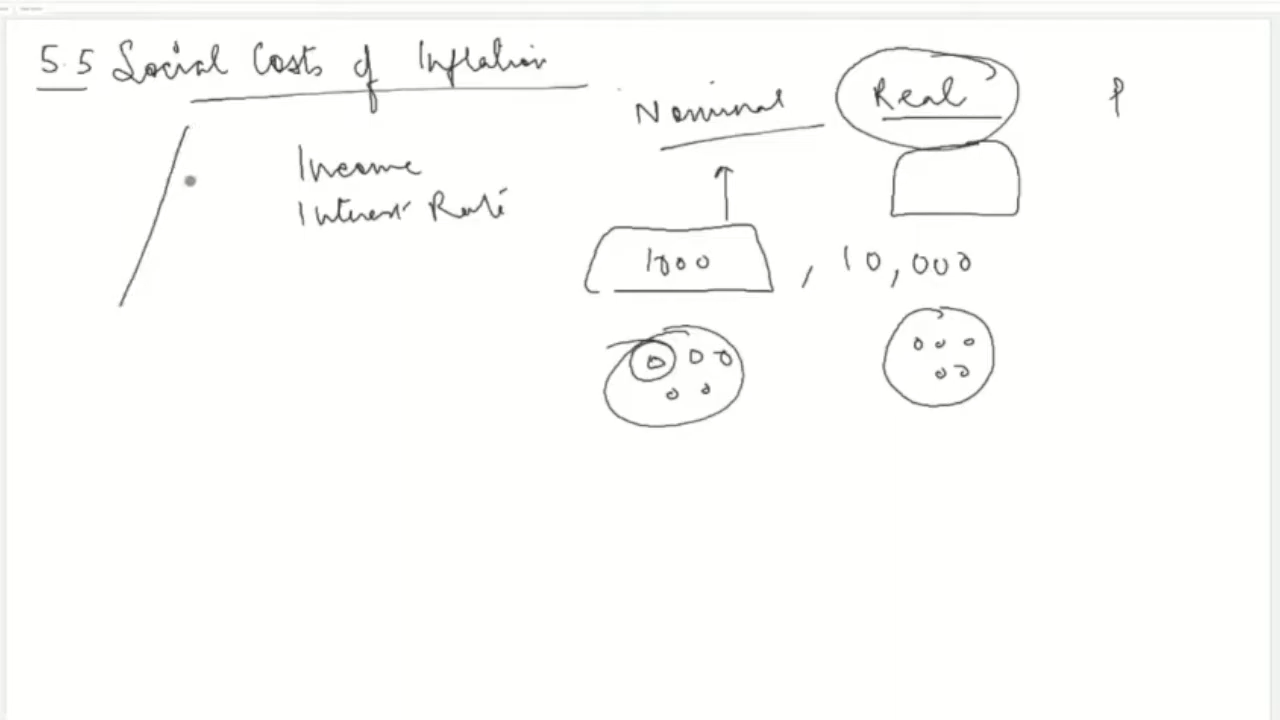 5.5 Social Costs of Inflation
Nominal Real P
Income
Interest Rate
1000 , 10,000